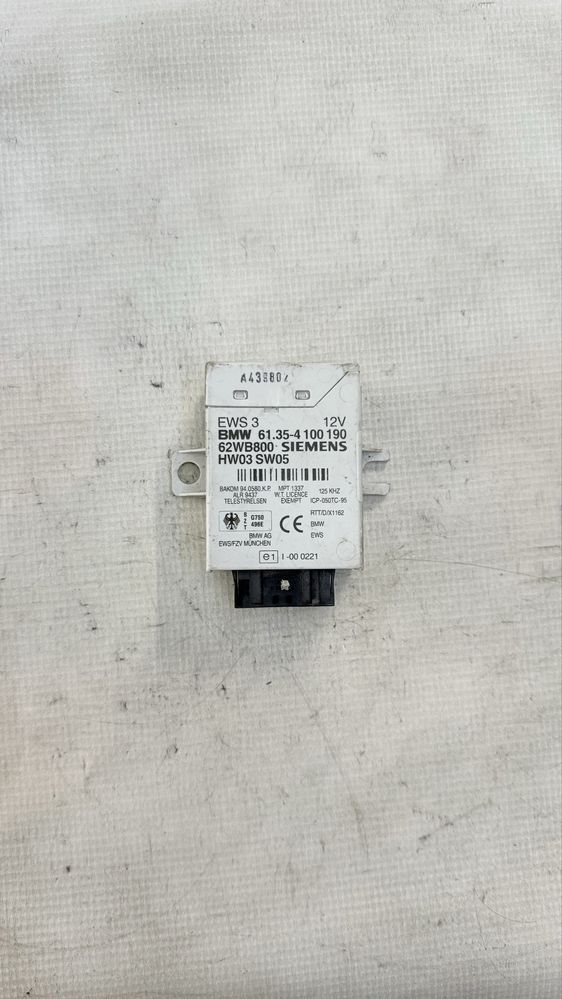 EWS 3 12V
BMW 61.35-4 100 190
62WB800 SIEMENS
HW03 SW05
BAKOM 94.0580.K.P. MPT 1337 125 KHZ
ALR 9437 W.T. LICENCE
TELESTYRELSEN EXEMPT ICP-050TC-95
BZT G750 496E CE RTT/D/X1162
BMW AG BMW
EWS/FZV MÜNCHEN EWS
e1 I-00 0221